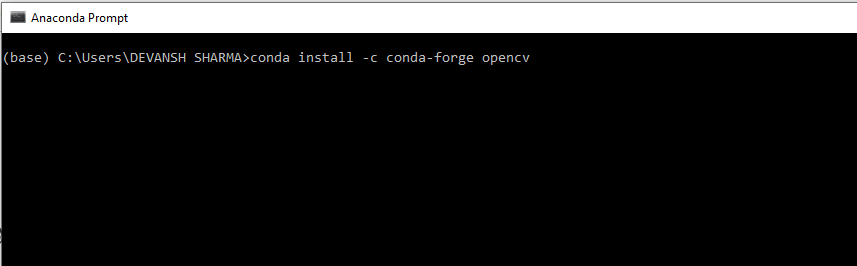 Anaconda Prompt
(base) C:\Users\DEVANSH SHARMA>conda install -c conda-forge opencv